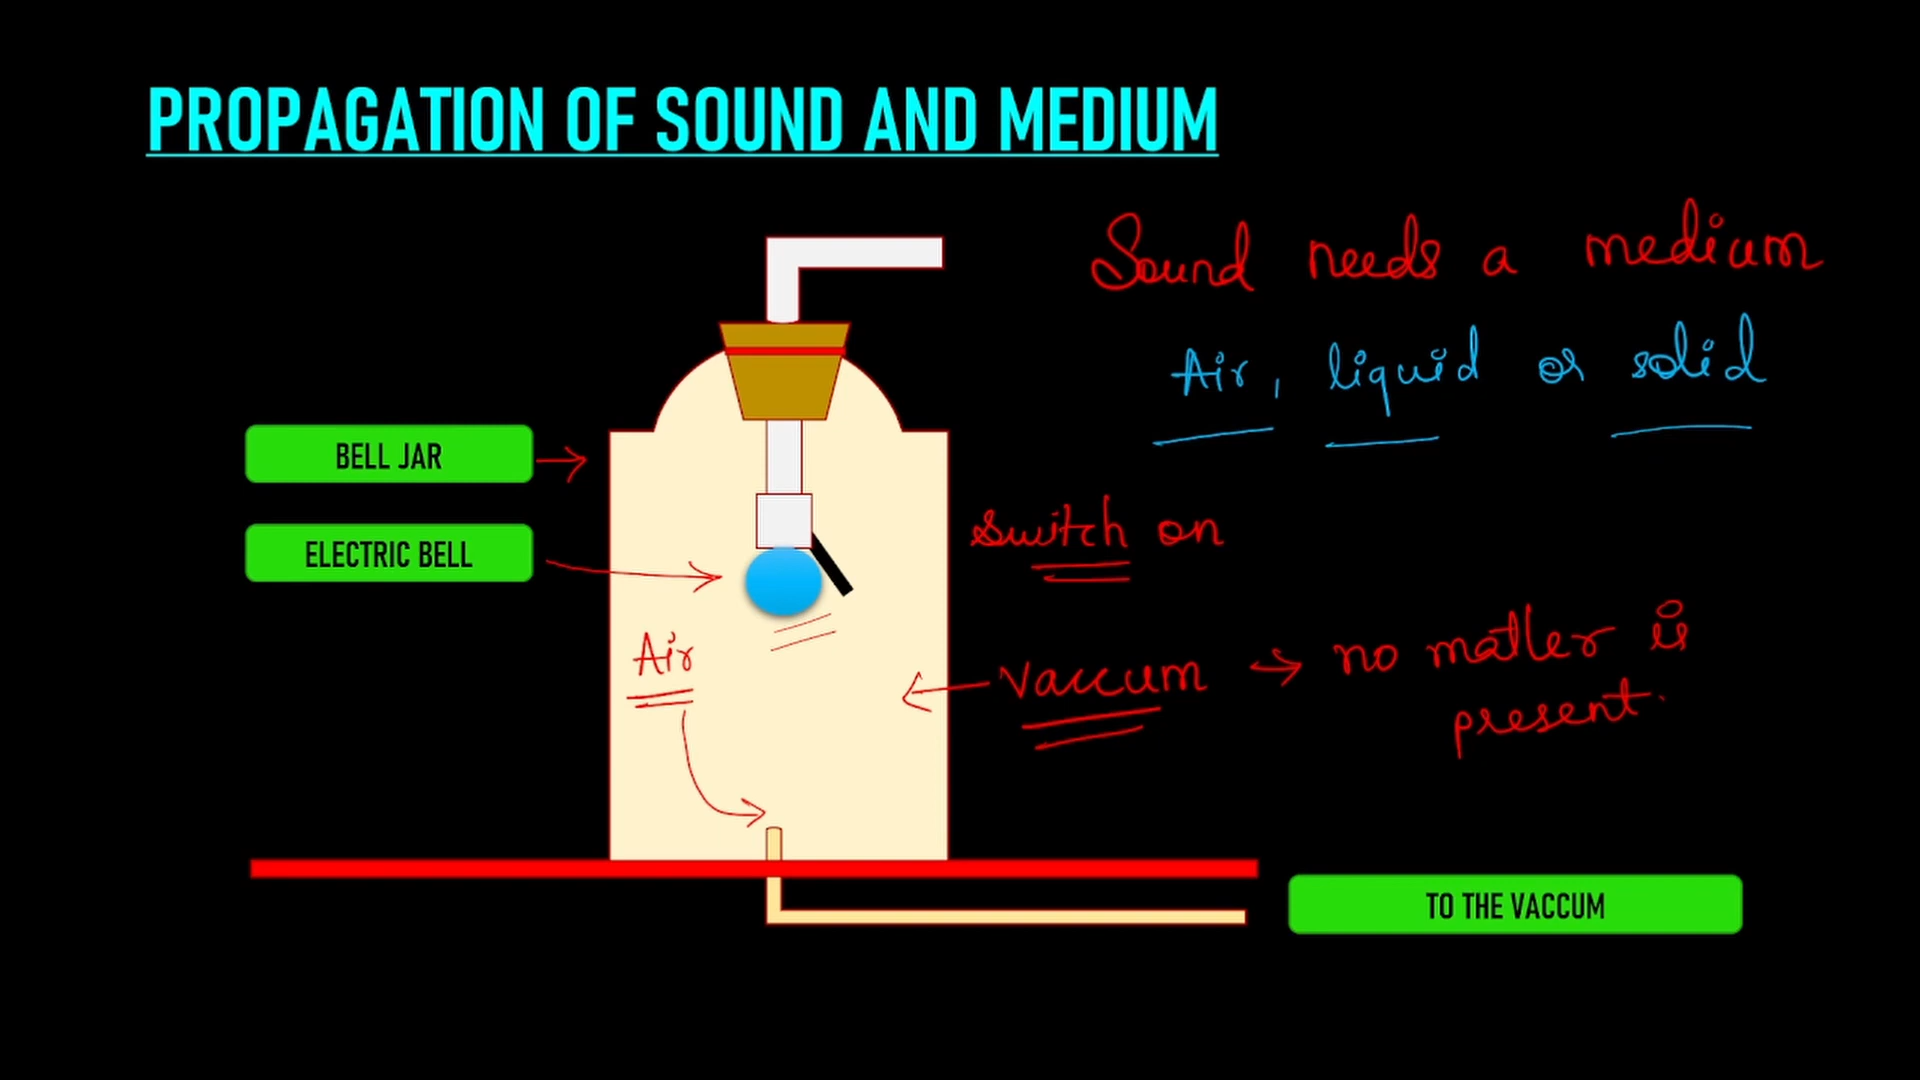 PROPAGATION OF SOUND AND MEDIUM
Sound needs a medium
Air, liquid or solid
BELL JAR
ELECTRIC BELL
Switch on
Air
Vaccum → no matter is
present.
TO THE VACCUM